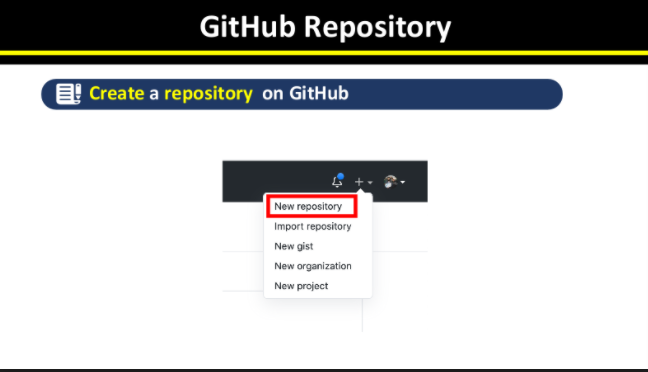 GitHub Repository
Create a repository on GitHub
New repository
Import repository
New gist
New organization
New project